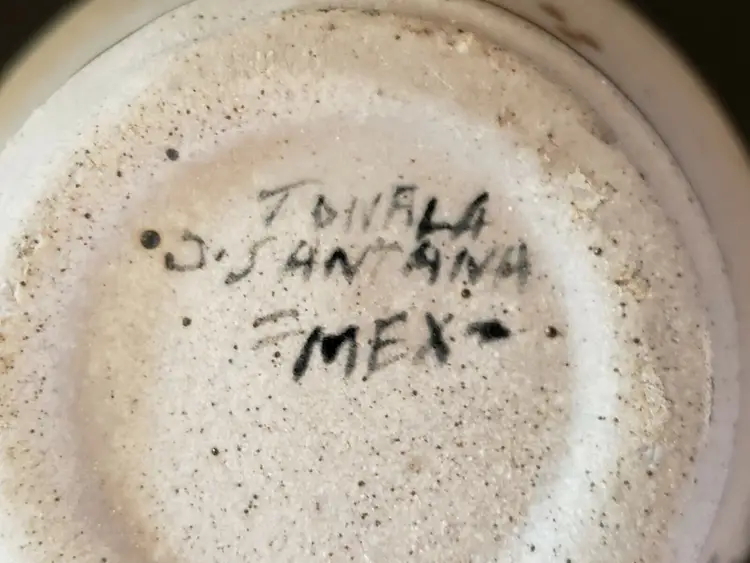 TONALA
J. SANTANA
=MEX=